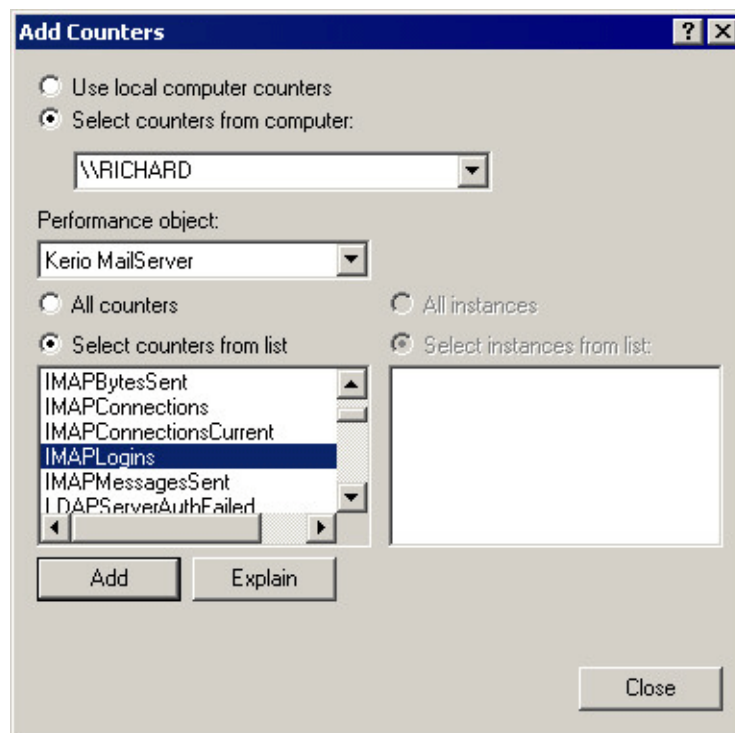 Add Counters
Use local computer counters
Select counters from computer:
\\RICHARD
Performance object:
Kerio MailServer
All counters
All instances
Select counters from list
Select instances from list:
IMAPBytesSent
IMAPConnections
IMAPConnectionsCurrent
IMAPLogins
IMAPMessagesSent
LDAPServerAuthFailed
Add
Explain
Close